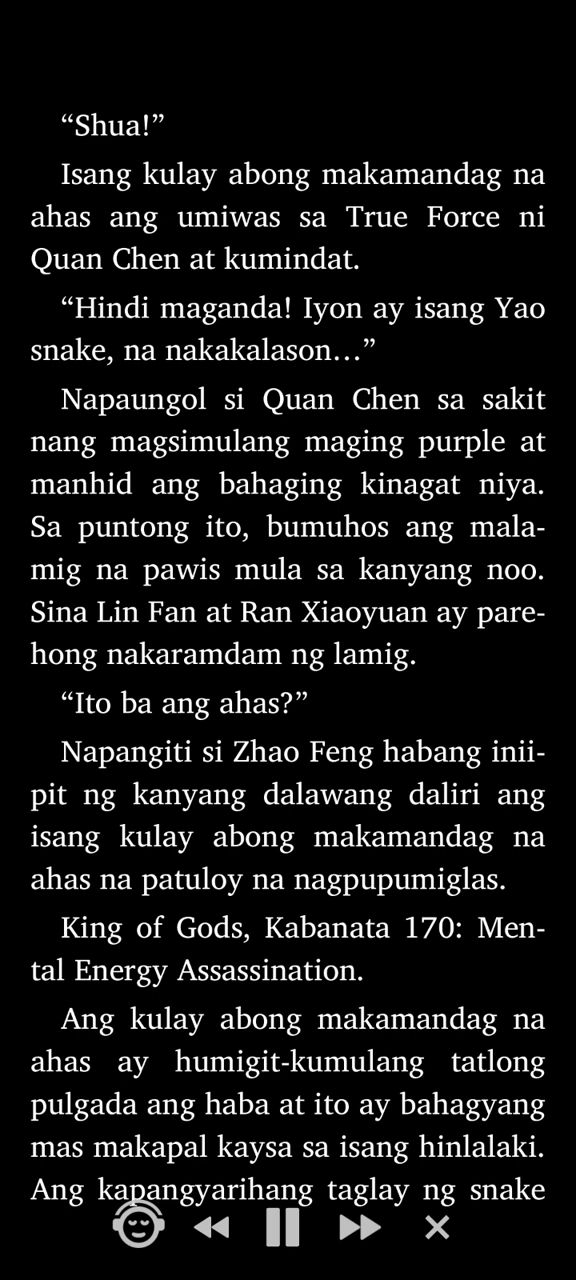 “Shua!”
Isang kulay abong makamandag na
ahas ang umiwas sa True Force ni
Quan Chen at kumindat.
“Hindi maganda! Iyon ay isang Yao
snake, na nakakalason…”
Napaungol si Quan Chen sa sakit
nang magsimulang maging purple at
manhid ang bahaging kinagat niya.
Sa puntong ito, bumuhos ang mala-
mig na pawis mula sa kanyang noo.
Sina Lin Fan at Ran Xiaoyuan ay pare-
hong nakaramdam ng lamig.
“Ito ba ang ahas?”
Napangiti si Zhao Feng habang inii-
pit ng kanyang dalawang daliri ang
isang kulay abong makamandag na
ahas na patuloy na nagpupumiglas.
King of Gods, Kabanata 170: Men-
tal Energy Assassination.
Ang kulay abong makamandag na
ahas ay humigit-kumulang tatlong
pulgada ang haba at ito ay bahagyang
mas makapal kaysa sa isang hinlalaki.
Ang kapangyarihang taglay ng snake